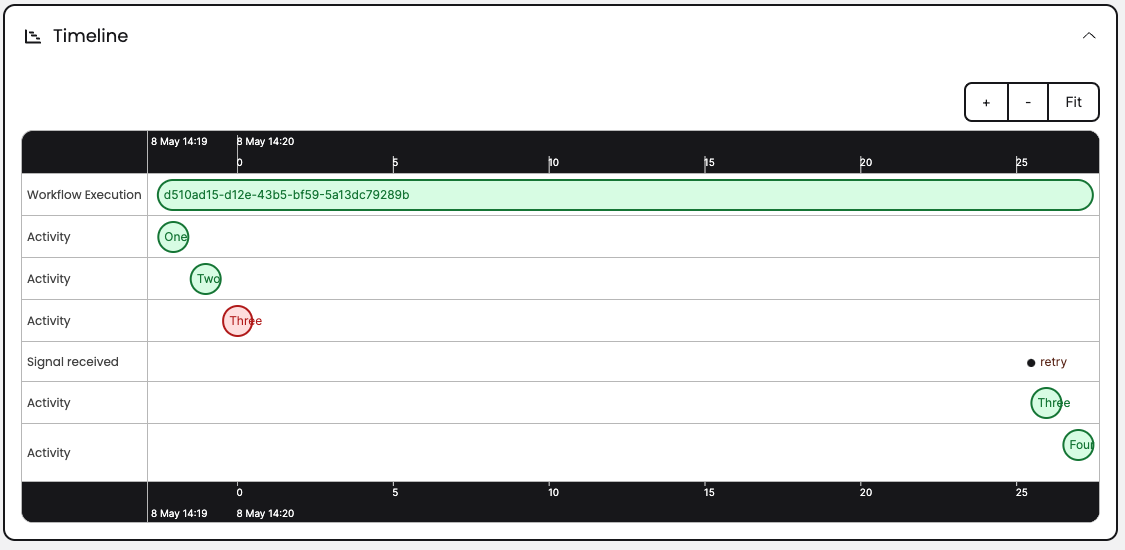 Timeline
+ - Fit
8 May 14:19 8 May 14:20
0 5 10 15 20 25
Workflow Execution d510ad15-d12e-43b5-bf59-5a13dc79289b
Activity One
Activity Two
Activity Three
Signal received retry
Activity Three
Activity Four
0 5 10 15 20 25
8 May 14:19 8 May 14:20